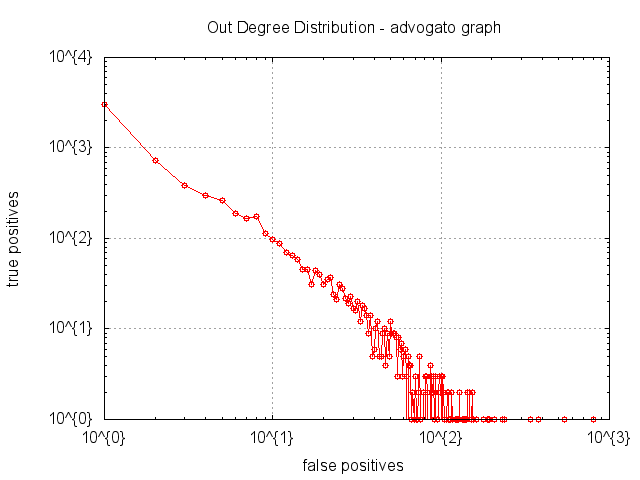 Out Degree Distribution - advogato graph
10^{4}
10^{3}
10^{2}
10^{1}
10^{0}
true positives
10^{0} 10^{1} 10^{2} 10^{3}
false positives